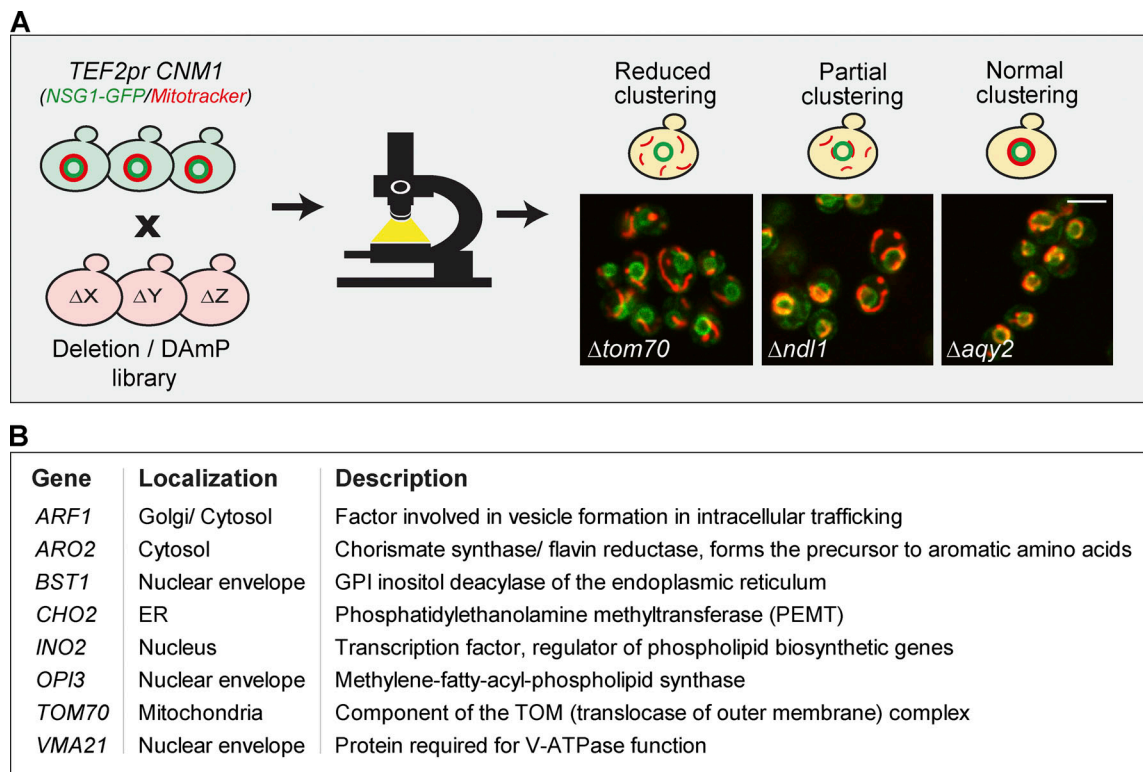 A
TEF2pr CNM1
(NSG1-GFP/Mitotracker)
x
ΔX ΔY ΔZ
Deletion / DAmP
library
Reduced
clustering
Partial
clustering
Normal
clustering
Δtom70
Δndl1
Δaqy2
B
Gene Localization Description
ARF1 Golgi/ Cytosol Factor involved in vesicle formation in intracellular trafficking
ARO2 Cytosol Chorismate synthase/ flavin reductase, forms the precursor to aromatic amino acids
BST1 Nuclear envelope GPI inositol deacylase of the endoplasmic reticulum
CHO2 ER Phosphatidylethanolamine methyltransferase (PEMT)
INO2 Nucleus Transcription factor, regulator of phospholipid biosynthetic genes
OPI3 Nuclear envelope Methylene-fatty-acyl-phospholipid synthase
TOM70 Mitochondria Component of the TOM (translocase of outer membrane) complex
VMA21 Nuclear envelope Protein required for V-ATPase function